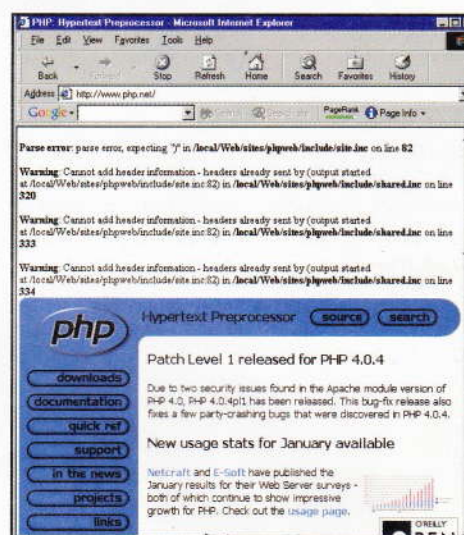 PHP: Hypertext Preprocessor - Microsoft Internet Explorer
File Edit View Favorites Tools Help
Back Forward Stop Refresh Home Search Favorites History
Address http://www.php.net/
Google PageRank Page Info
Parse error: parse error, expecting `')'' in /local/Web/sites/phpweb/include/site.inc on line 82
Warning: Cannot add header information - headers already sent by (output started
at /local/Web/sites/phpweb/include/site.inc:82) in /local/Web/sites/phpweb/include/shared.inc on line
320
Warning: Cannot add header information - headers already sent by (output started
at /local/Web/sites/phpweb/include/site.inc:82) in /local/Web/sites/phpweb/include/shared.inc on line
333
Warning: Cannot add header information - headers already sent by (output started
at /local/Web/sites/phpweb/include/site.inc:82) in /local/Web/sites/phpweb/include/shared.inc on line
334
php
Hypertext Preprocessor source search
downloads
documentation
quick ref
support
in the news
projects
links
Patch Level 1 released for PHP 4.0.4
Due to two security issues found in the Apache module version of
PHP 4.0, PHP 4.0.4pl1 has been released. This bug-fix release also
fixes a few party-crashing bugs that were discovered in PHP 4.0.4.
New usage stats for January available
Netcraft and E-Soft have published the
January results for their Web Server surveys -
both of which continue to show impressive
growth for PHP. Check out the usage page.
O'REILLY